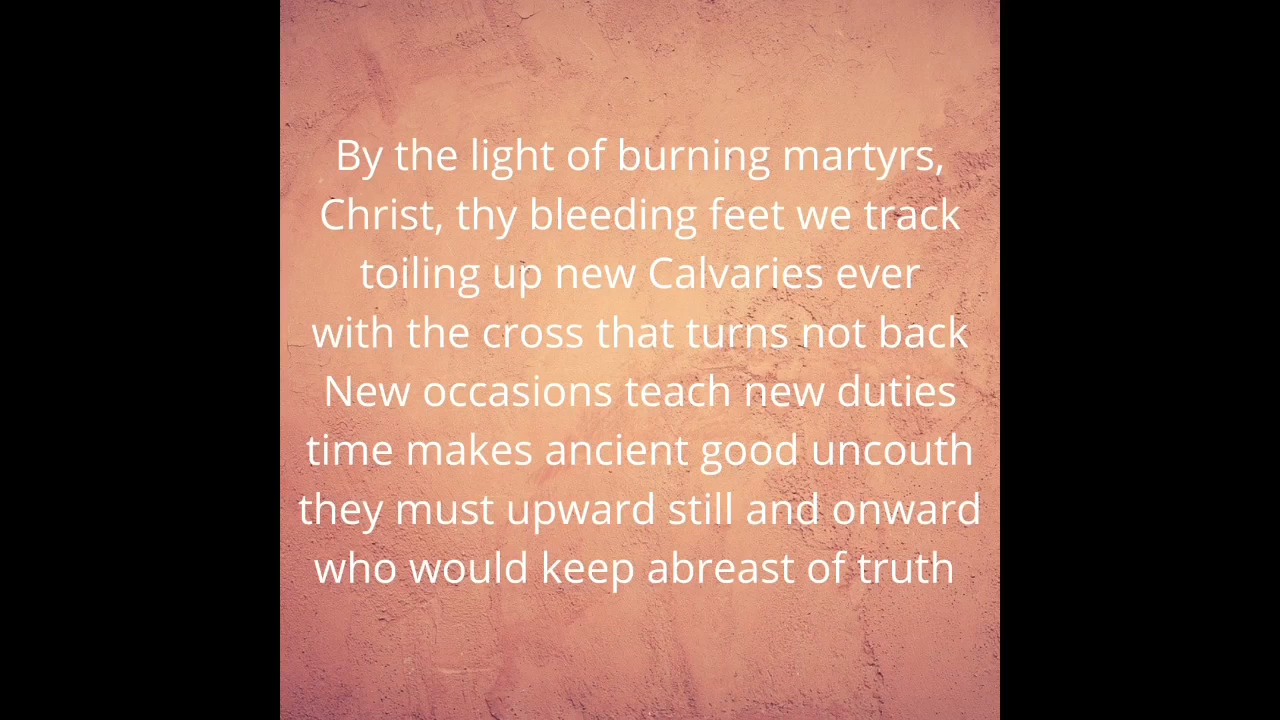 By the light of burning martyrs,
Christ, thy bleeding feet we track
toiling up new Calvaries ever
with the cross that turns not back
New occasions teach new duties
time makes ancient good uncouth
they must upward still and onward
who would keep abreast of truth